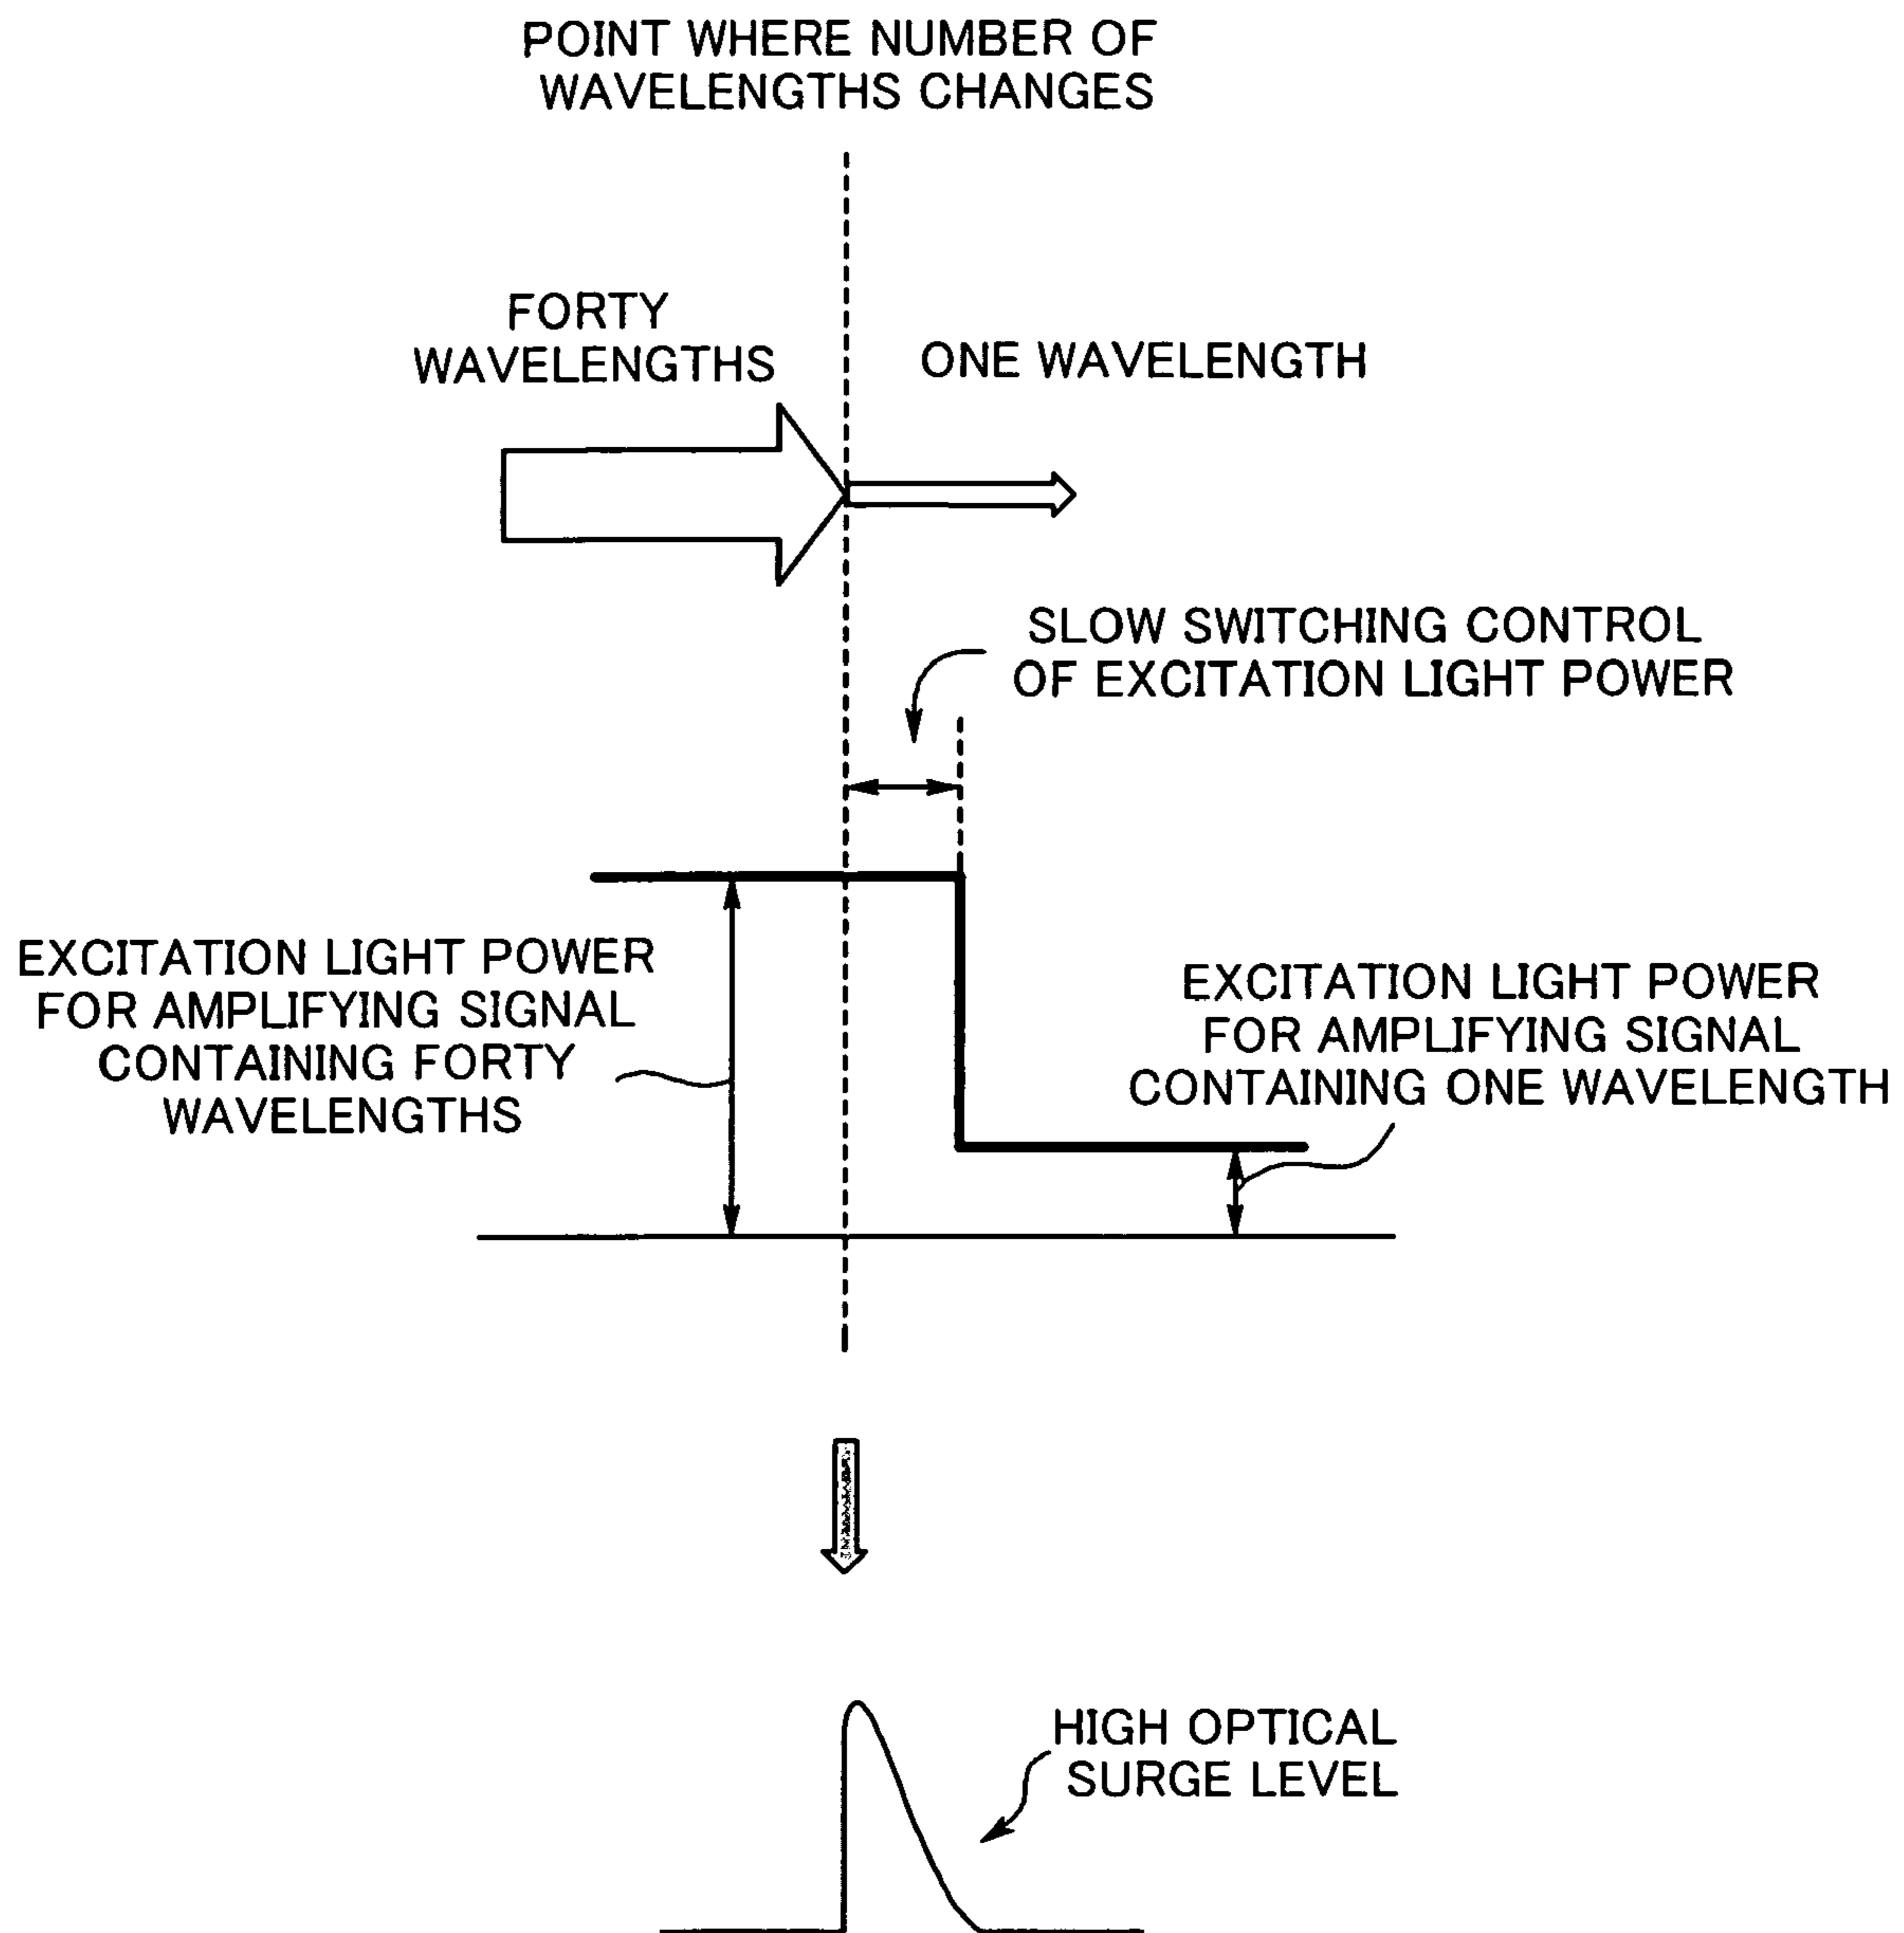 POINT WHERE NUMBER OF
WAVELENGTHS CHANGES
FORTY
WAVELENGTHS
ONE WAVELENGTH
SLOW SWITCHING CONTROL
OF EXCITATION LIGHT POWER
EXCITATION LIGHT POWER
FOR AMPLIFYING SIGNAL
CONTAINING FORTY
WAVELENGTHS
EXCITATION LIGHT POWER
FOR AMPLIFYING SIGNAL
CONTAINING ONE WAVELENGTH
HIGH OPTICAL
SURGE LEVEL